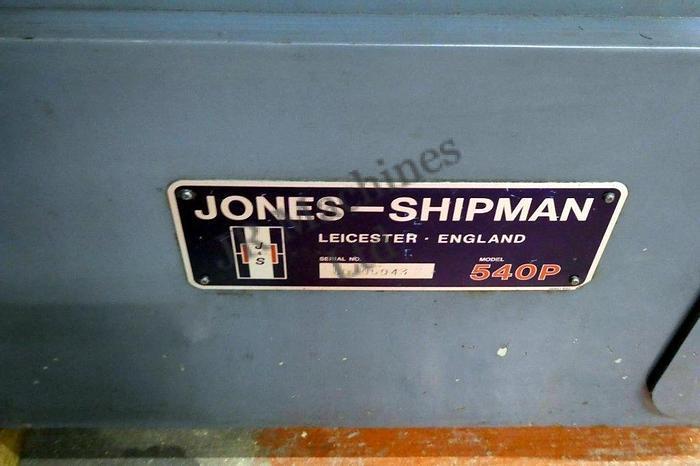 JONES—SHIPMAN
LEICESTER · ENGLAND
J
&
S
SERIAL NO.
MODEL
540P